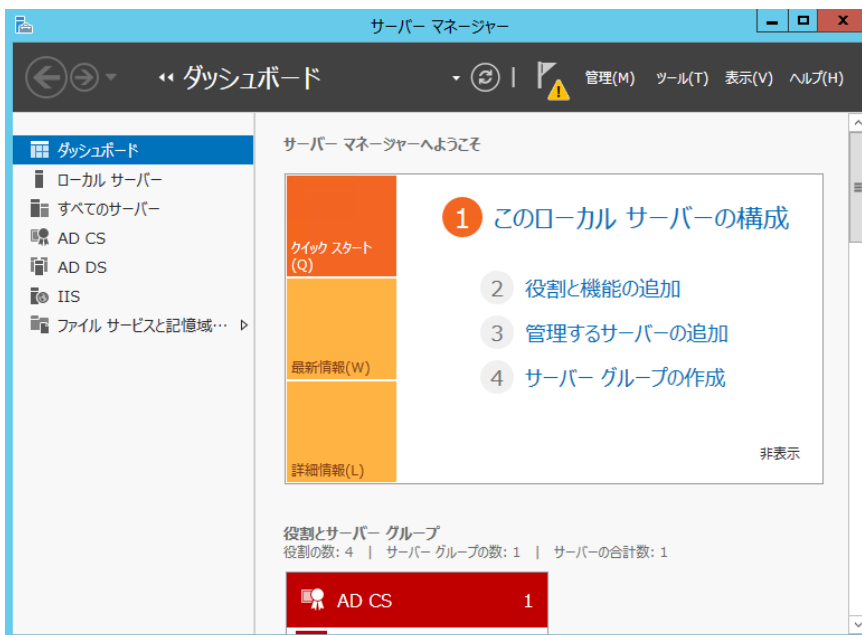 サーバー マネージャー
ダッシュボード
管理(M) ツール(T) 表示(V) ヘルプ(H)
ダッシュボード
ローカル サーバー
すべてのサーバー
AD CS
AD DS
IIS
ファイル サービスと記憶域…
サーバー マネージャーへようこそ
クイック スタート
(Q)
最新情報(W)
詳細情報(L)
1 このローカル サーバーの構成
2 役割と機能の追加
3 管理するサーバーの追加
4 サーバー グループの作成
非表示
役割とサーバー グループ
役割の数: 4 | サーバー グループの数: 1 | サーバーの合計数: 1
AD CS 1